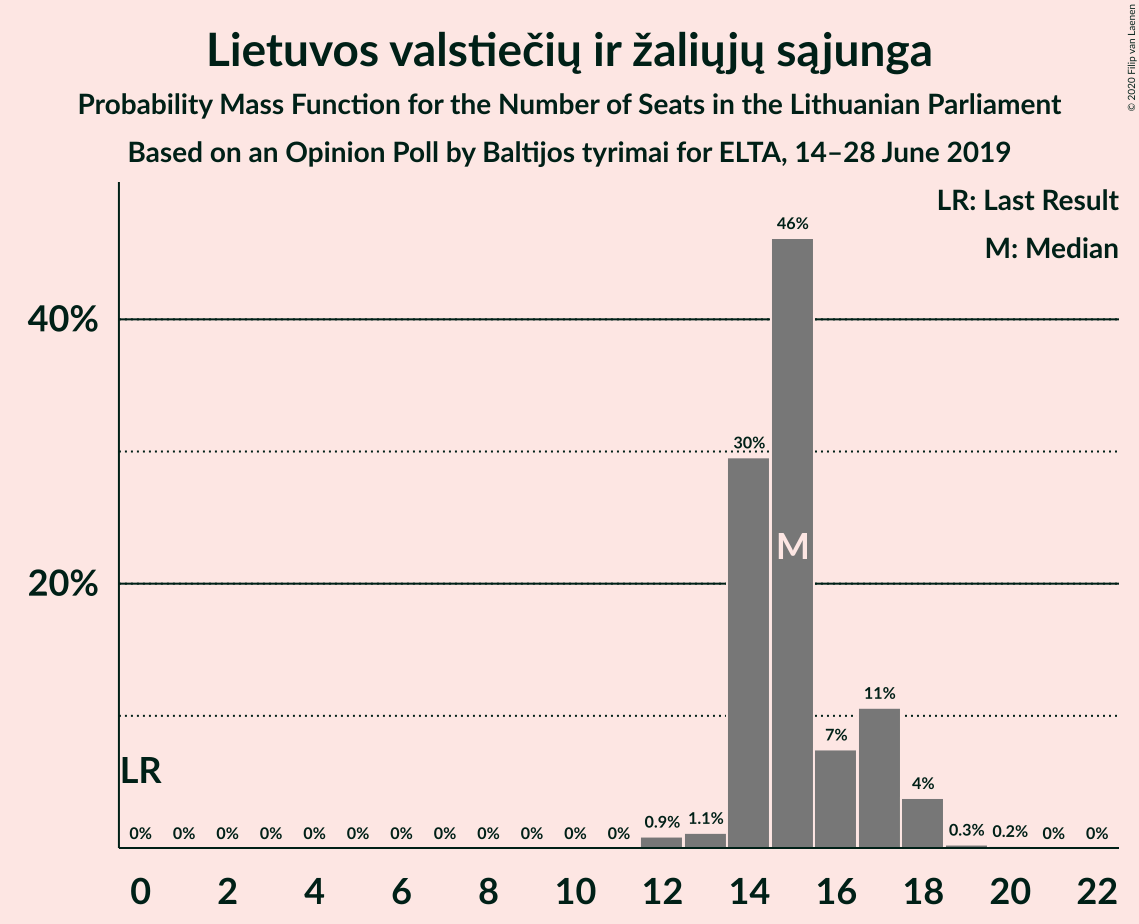 Lietuvos valstiečių ir žaliųjų sąjunga
Probability Mass Function for the Number of Seats in the Lithuanian Parliament
Based on an Opinion Poll by Baltijos tyrimai for ELTA, 14–28 June 2019
© 2020 Filip van Laenen
LR: Last Result
M: Median
46%
40%
30%
M
20%
11%
7%
LR
4%
0% 0% 0% 0% 0% 0% 0% 0% 0% 0% 0% 0% 0.9% 1.1% 0.3% 0.2% 0% 0%
0 2 4 6 8 10 12 14 16 18 20 22